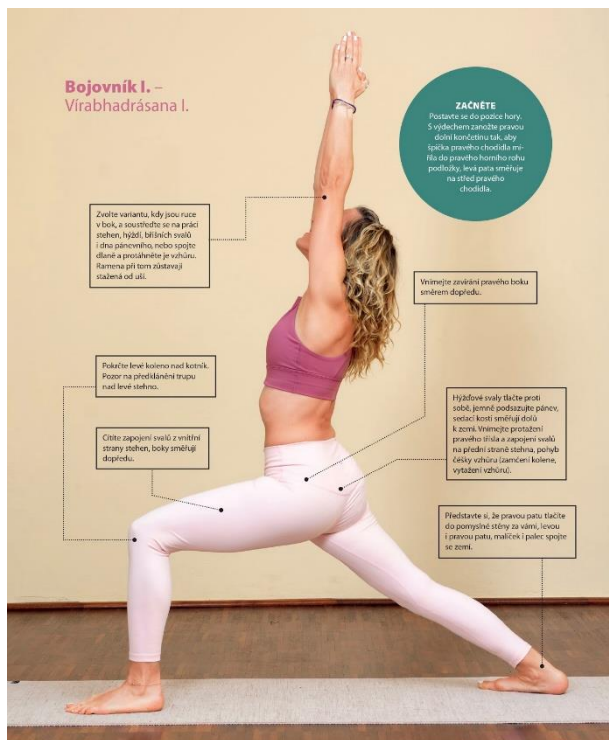 Bojovník I. –
Vírabhadrásana I.
ZAČNĚTE
Postavte se do pozice hory.
S výdechem zanožte pravou
dolní končetinu tak, aby
špička pravého chodidla mí-
řila do pravého horního rohu
podložky, levá pata směřuje
na střed pravého
chodidla.
Zvolte variantu, kdy jsou ruce
v bok, a soustřeďte se na práci
stehen, hýždí, břišních svalů
i dna pánevního, nebo spojte
dlaně a protáhněte je vzhůru.
Ramena při tom zůstávají
stažená od uší.
Vnímejte zavírání pravého boku
směrem dopředu.
Pokrčte levé koleno nad kotník.
Pozor na předklánění trupu
nad levé stehno.
Hýžďové svaly tlačte proti
sobě, jemně podsazujte pánev,
sedací kosti směřují dolů
k zemi. Vnímejte protažení
pravého třísla a zapojení svalů
na přední straně stehna, pohyb
čéšky vzhůru (zamčení kolene,
vytažení vzhůru).
Cítíte zapojení svalů z vnitřní
strany stehen, boky směřují
dopředu.
Představte si, že pravou patu tlačíte
do pomyslné stěny za vámi, levou
i pravou patu, malíček i palec spojte
se zemí.